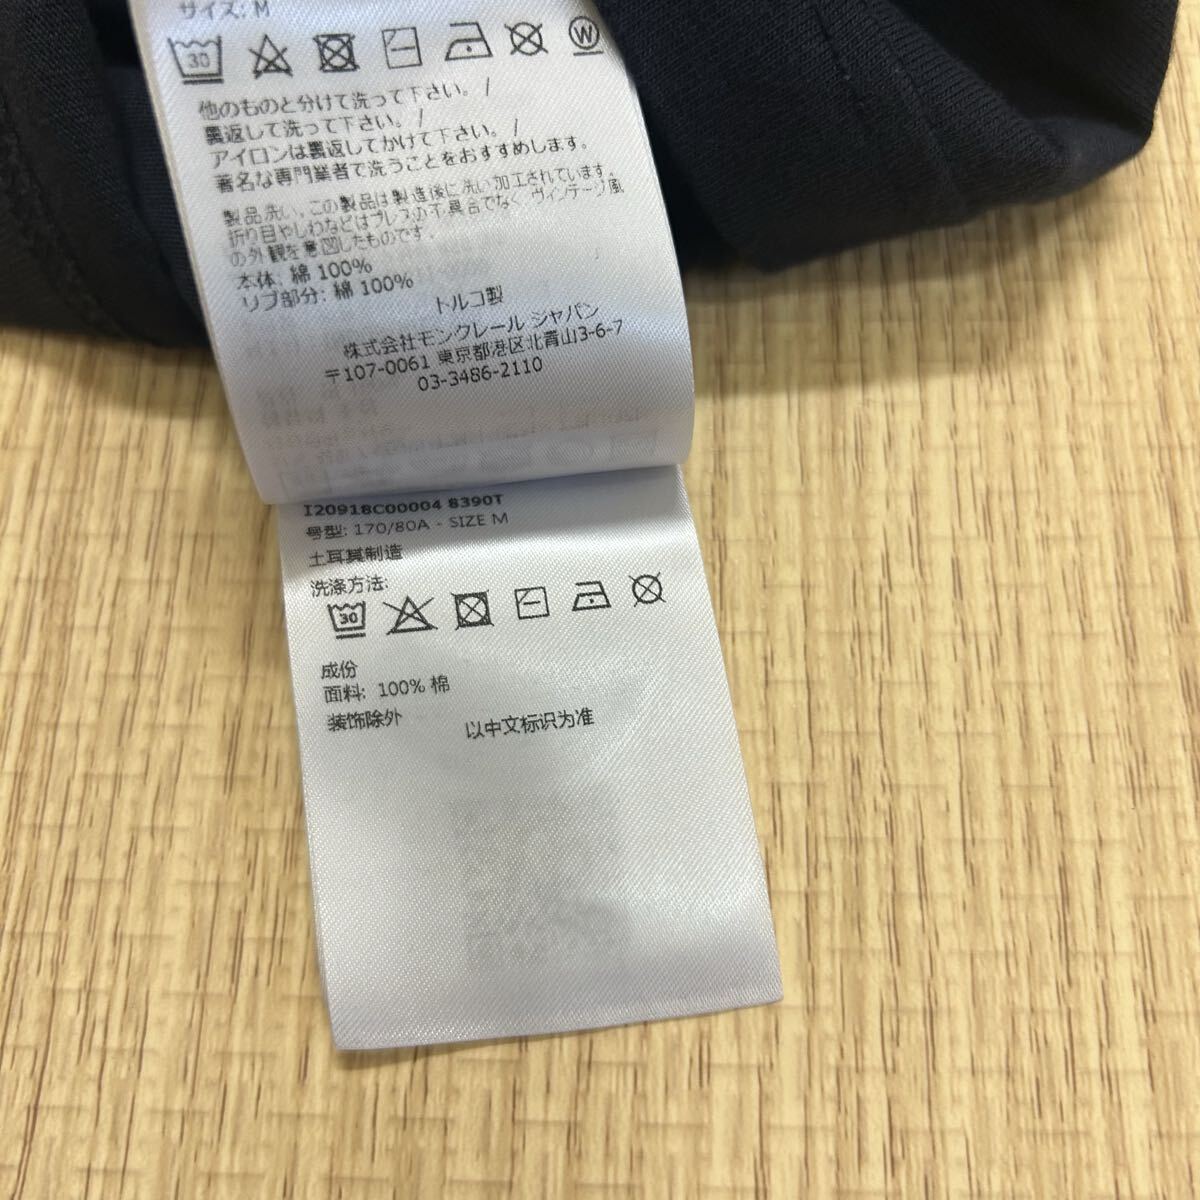 サイズ: M
30
W
他のものと分けて洗って下さい。/
裏返して洗って下さい。/
アイロンは裏返してかけて下さい。/
著名な専門業者で洗うことをおすすめします。
製品洗い、この製品は製造後に洗い加工されています。
折り目やしわなどはプレスの不具合でなく、ヴィンテージ風
の外観を意図したものです。
本体: 綿 100%
リブ部分: 綿 100%
トルコ製
株式会社モンクレール ジャパン
〒107-0061 東京都港区北青山3-6-7
03-3486-2110
I20918C00004 8390T
号型: 170/80A - SIZE M
土耳其制造
洗涤方法:
30
成份
面料: 100% 棉
装饰除外
以中文标识为准